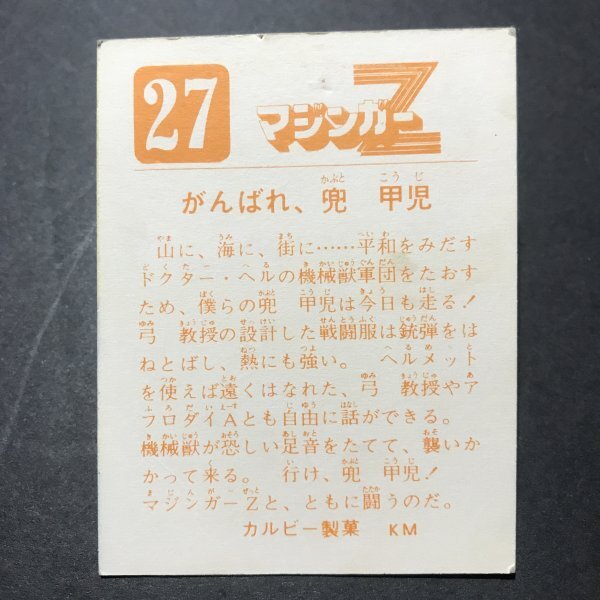 27
マジンガーZ
がんばれ、兜 甲児
山に、海に、街に……平和をみだす
ドクター・ヘルの機械獣軍団をたおす
ため、僕らの兜 甲児は今日も走る！
弓 教授の設計した戦闘服は銃弾をは
ねとばし、熱にも強い。 ヘルメット
を使えば遠くはなれた、弓 教授やア
フロダイAとも自由に話ができる。
機械獣が恐しい足音をたてて、襲いか
かって来る。 行け、兜 甲児！
マジンガーZと、ともに闘うのだ。
カルビー製菓 KM